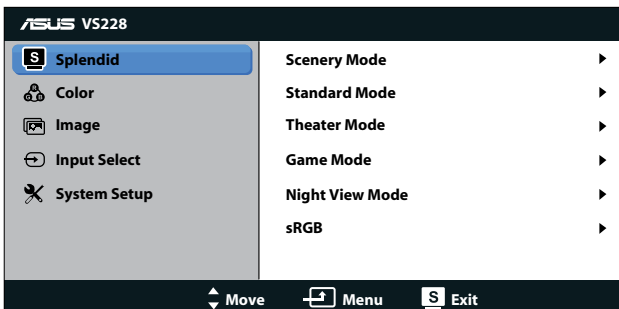 ASUS VS228
S Splendid
Color
Image
Input Select
System Setup
Scenery Mode
Standard Mode
Theater Mode
Game Mode
Night View Mode
sRGB
Move Menu S Exit